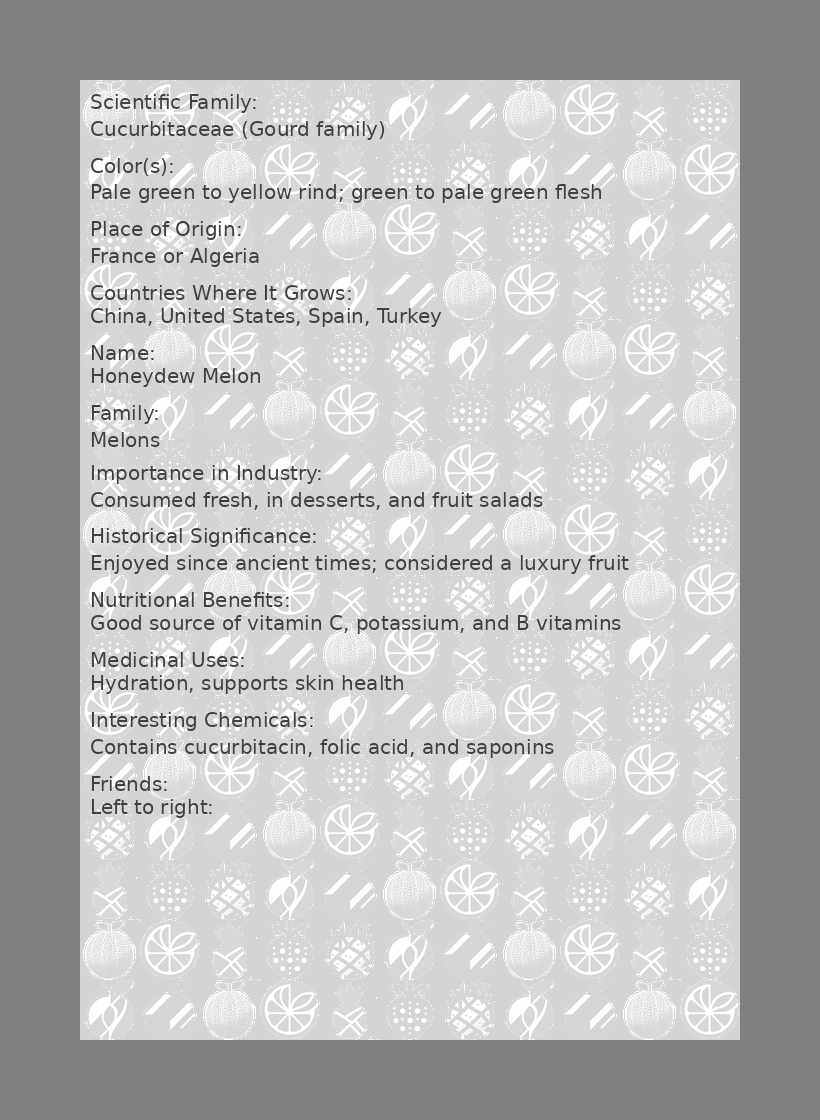 Scientific Family:
Cucurbitaceae (Gourd family)
Color(s):
Pale green to yellow rind; green to pale green flesh
Place of Origin:
France or Algeria
Countries Where It Grows:
China, United States, Spain, Turkey
Name:
Honeydew Melon
Family:
Melons
Importance in Industry:
Consumed fresh, in desserts, and fruit salads
Historical Significance:
Enjoyed since ancient times; considered a luxury fruit
Nutritional Benefits:
Good source of vitamin C, potassium, and B vitamins
Medicinal Uses:
Hydration, supports skin health
Interesting Chemicals:
Contains cucurbitacin, folic acid, and saponins
Friends:
Left to right: